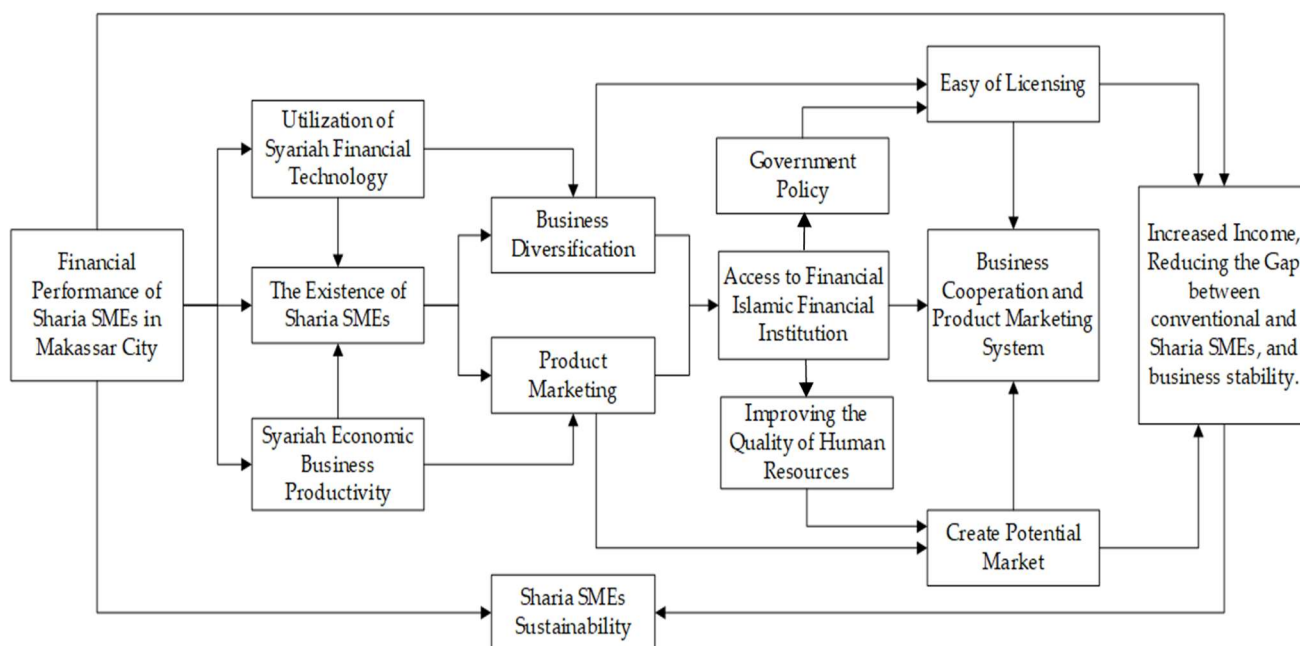 Financial
Performance of
Sharia SMEs in
Makassar City
Utilization of
Syariah Financial
Technology
The Existence of
Sharia SMEs
Syariah Economic
Business
Productivity
Business
Diversification
Product
Marketing
Sharia SMEs
Sustainability
Government
Policy
Access to Financial
Islamic Financial
Institution
Improving the
Quality of Human
Resources
Easy of Licensing
Business
Cooperation and
Product Marketing
System
Create Potential
Market
Increased Income,
Reducing the Gap
between
conventional and
Sharia SMEs, and
business stability.